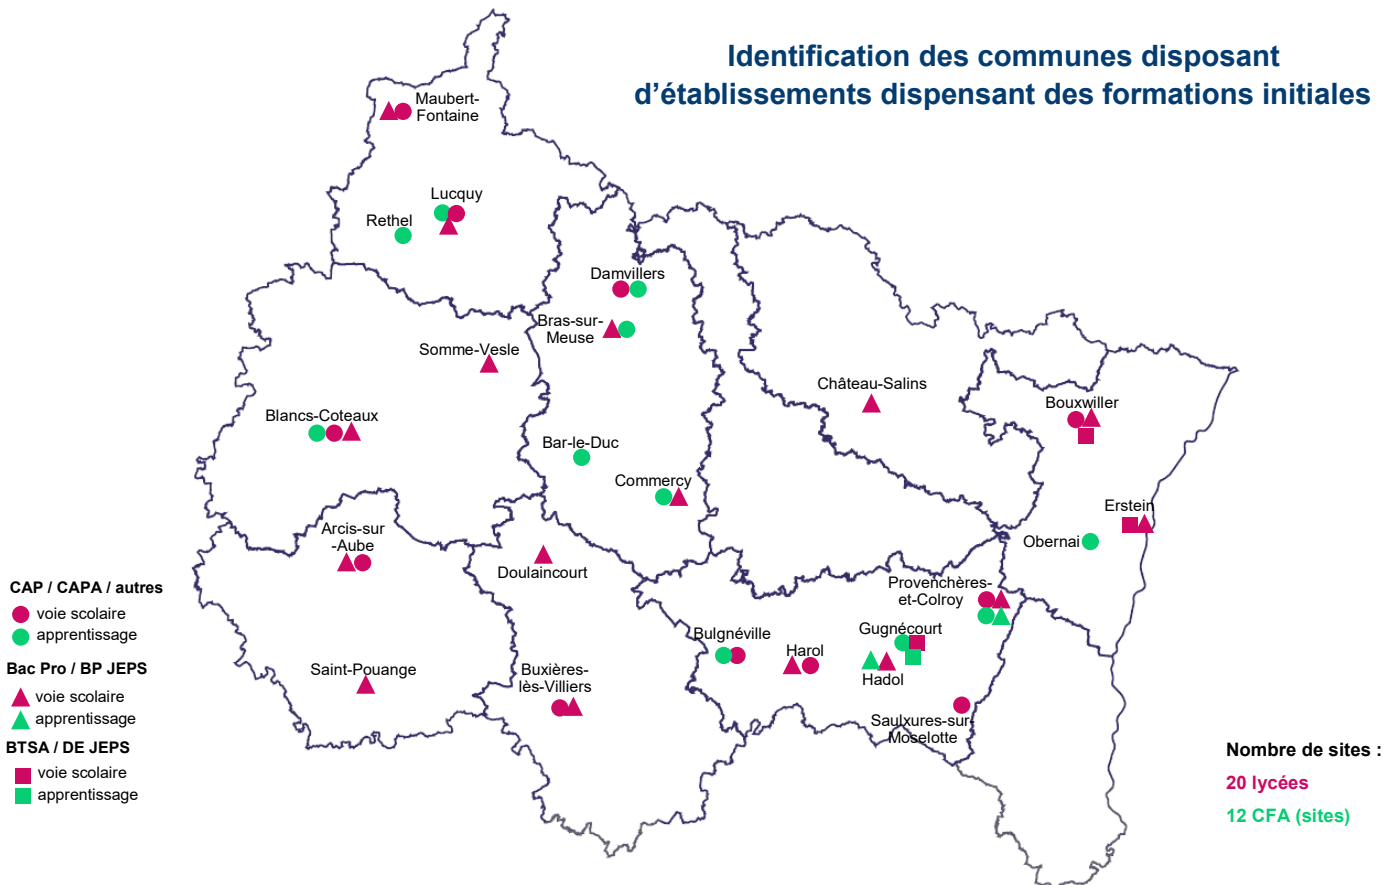 Identification des communes disposant
d'établissements dispensant des formations initiales
Maubert-
Fontaine
Lucquy
Rethel
Damvillers
Bras-sur-
Meuse
Somme-Vesle
Château-Salins
Bouxwiller
Blancs-Coteaux
Bar-le-Duc
Commercy
Erstein
Obernai
Arcis-sur
-Aube
Doulaincourt
Provenchères-
et-Colroy
Gugnécourt
Bulgnéville
Harol
Hadol
Saint-Pouange
Buxières-
lès-Villiers
Saulxures-sur-
Moselotte
CAP / CAPA / autres
voie scolaire
apprentissage
Bac Pro / BP JEPS
voie scolaire
apprentissage
BTSA / DE JEPS
voie scolaire
apprentissage
Nombre de sites :
20 lycées
12 CFA (sites)